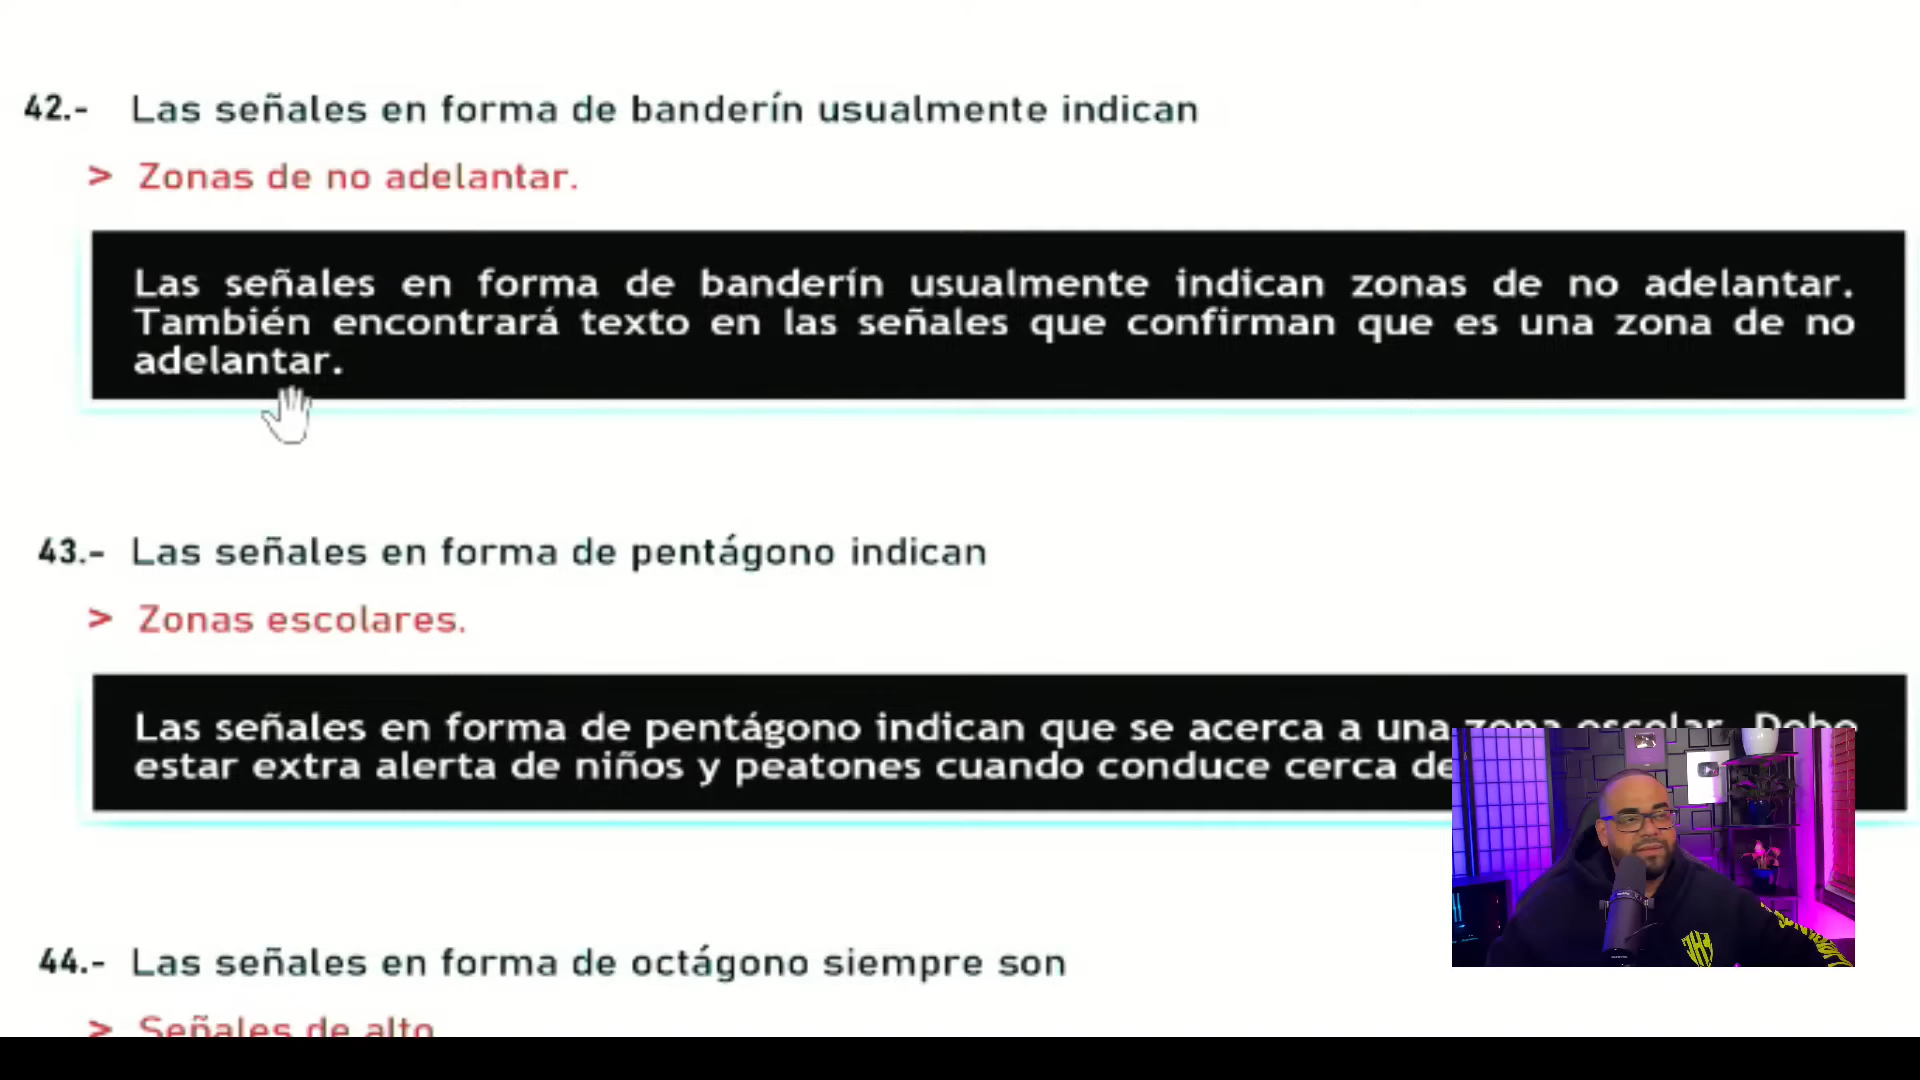 42.- Las señales en forma de banderín usualmente indican
> Zonas de no adelantar.
Las señales en forma de banderín usualmente indican zonas de no adelantar.
También encontrará texto en las señales que confirman que es una zona de no
adelantar.
43.- Las señales en forma de pentágono indican
> Zonas escolares.
Las señales en forma de pentágono indican que se acerca a una zona escolar. Debe
estar extra alerta de niños y peatones cuando conduce cerca de
44.- Las señales en forma de octágono siempre son
> Señales de alto